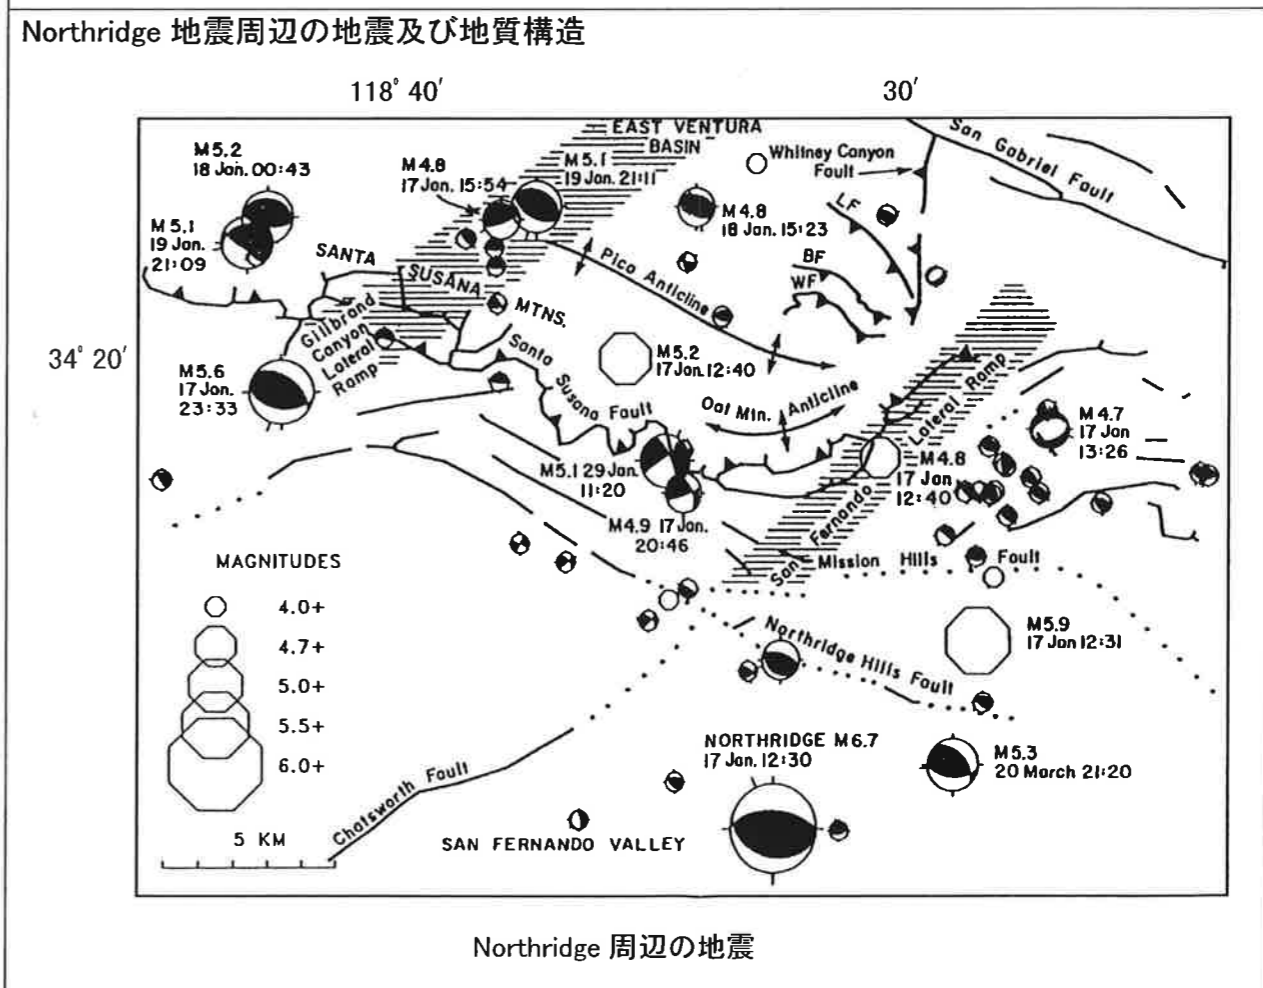 Northridge 地震周辺の地震及び地質構造
118° 40′
30′
34° 20′
EAST VENTURA
BASIN
M5.2
18 Jan. 00:43
M4.8
17 Jan. 15:54
M5.1
19 Jan. 21:11
Whitney Canyon
Fault
San Gabriel Fault
M5.1
19 Jan.
21:09
M4.8
18 Jan. 15:23
LF
BF
WF
SANTA
SUSANA
MTNS.
Pico Anticline
Gillbrand
Canyon
Lateral
Ramp
M5.6
17 Jan.
23:33
Santa Susana Fault
M5.2
17 Jan. 12:40
Oat Mtn. Anticline
M4.7
17 Jan
13:26
M5.1 29 Jan.
11:20
M4.8
17 Jan
12:40
San Fernando Lateral Ramp
M4.9 17 Jan.
20:46
Mission Hills Fault
MAGNITUDES
4.0+
4.7+
5.0+
5.5+
6.0+
M5.9
17 Jan 12:31
Northridge Hills Fault
NORTHRIDGE M6.7
17 Jan. 12:30
M5.3
20 March 21:20
Chatsworth Fault
5 KM
SAN FERNANDO VALLEY
Northridge 周辺の地震